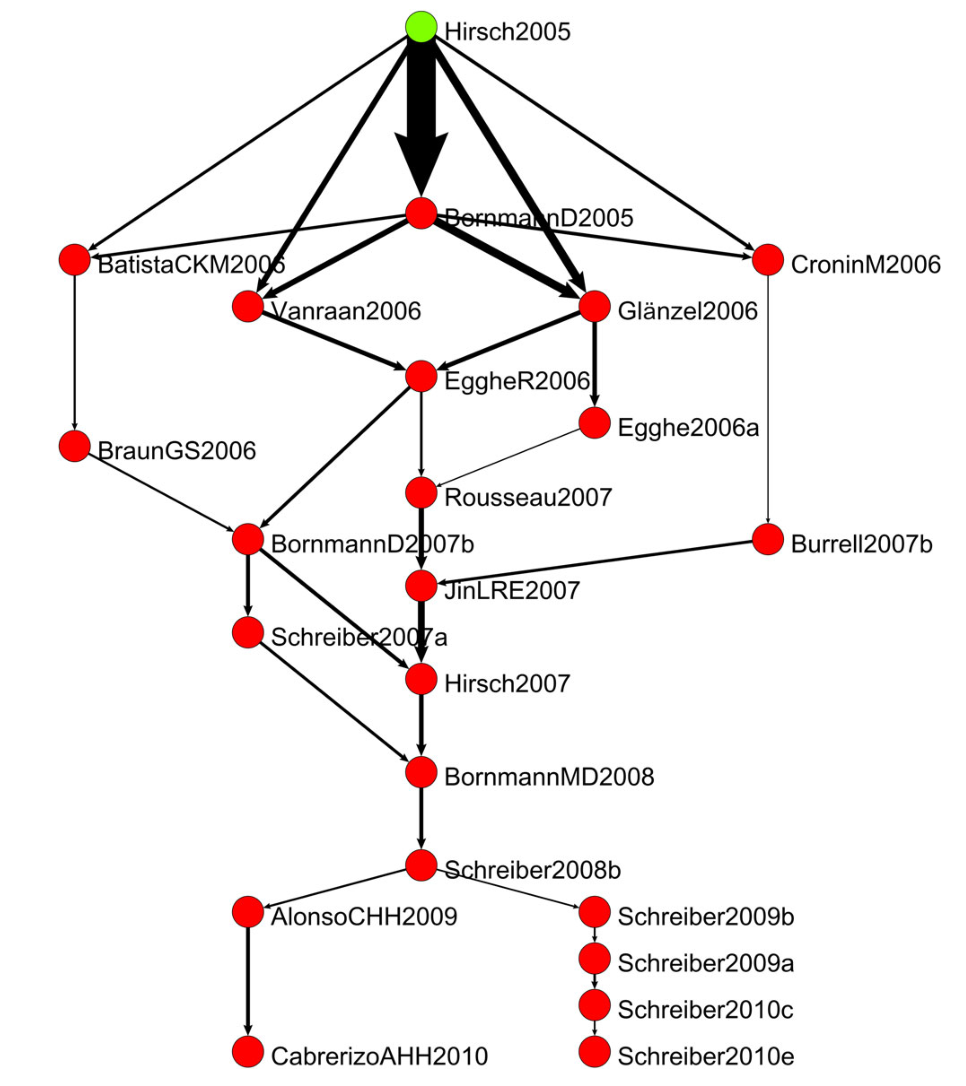 Hirsch2005
BornmannD2005
BatistaCKM2006
CroninM2006
Vanraan2006
Glänzel2006
EggheR2006
Egghe2006a
BraunGS2006
Rousseau2007
BornmannD2007b
Burrell2007b
JinLRE2007
Schreiber2007a
Hirsch2007
BornmannMD2008
Schreiber2008b
AlonsoCHH2009
Schreiber2009b
Schreiber2009a
Schreiber2010c
CabrerizoAHH2010
Schreiber2010e